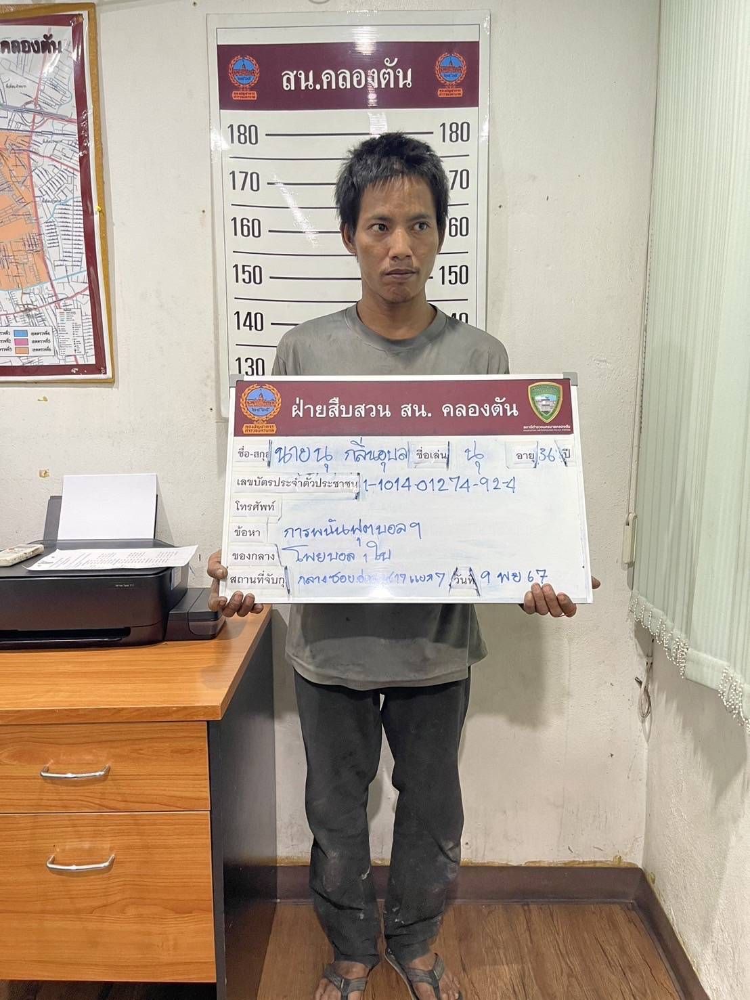 คลองตัน
สน.คลองตัน
180 180
170 70
160 60
150 150
140 40
130
ฝ่ายสืบสวน สน. คลองตัน
ชื่อ-สกุล นายนุ กลิ่นอุบล ชื่อเล่น นุ อายุ 36 ปี
เลขบัตรประจำตัวประชาชน 1-1014-01274-92-4
โทรศัพท์
ข้อหา การพนันฟุตบอลฯ
ของกลาง โพยบอล 1 ใบ
สถานที่จับกุม กลางซอย แยก 7 วันที่ 9 พย 67